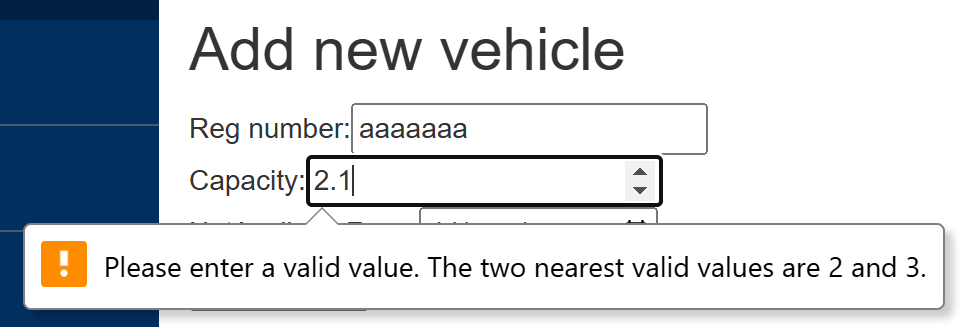 Add new vehicle
Reg number: aaaaaaa
Capacity: 2.1
Please enter a valid value. The two nearest valid values are 2 and 3.